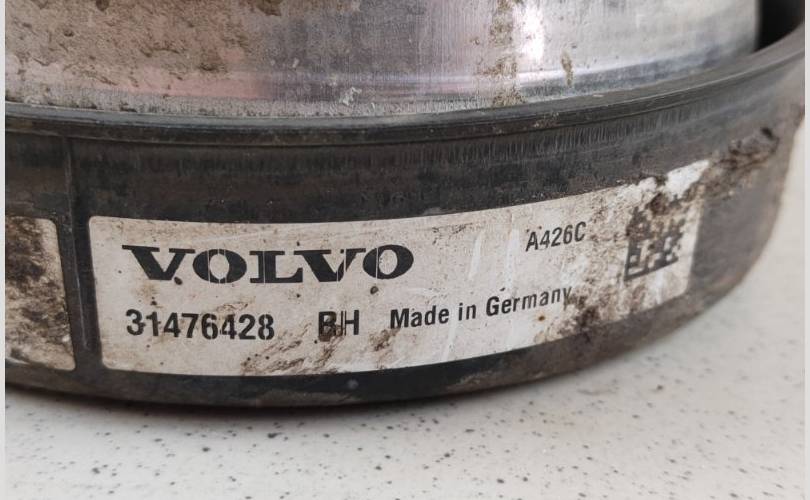 VOLVO A426C
31476428 BH Made in Germany